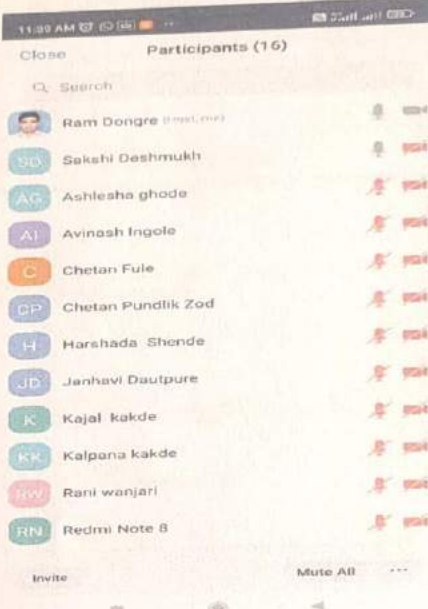 AM
Close Participants (16)
Search
Ram Dongre (Host, me)
SD Sakshi Deshmukh
AG Ashlesha ghode
AI Avinash Ingole
C Chetan Fule
CP Chetan Pundlik Zod
H Harshada Shende
JD Janhavi Dautpure
K Kajal kakde
KK Kalpana kakde
RW Rani wanjari
RN Redmi Note 8
Invite Mute All ...